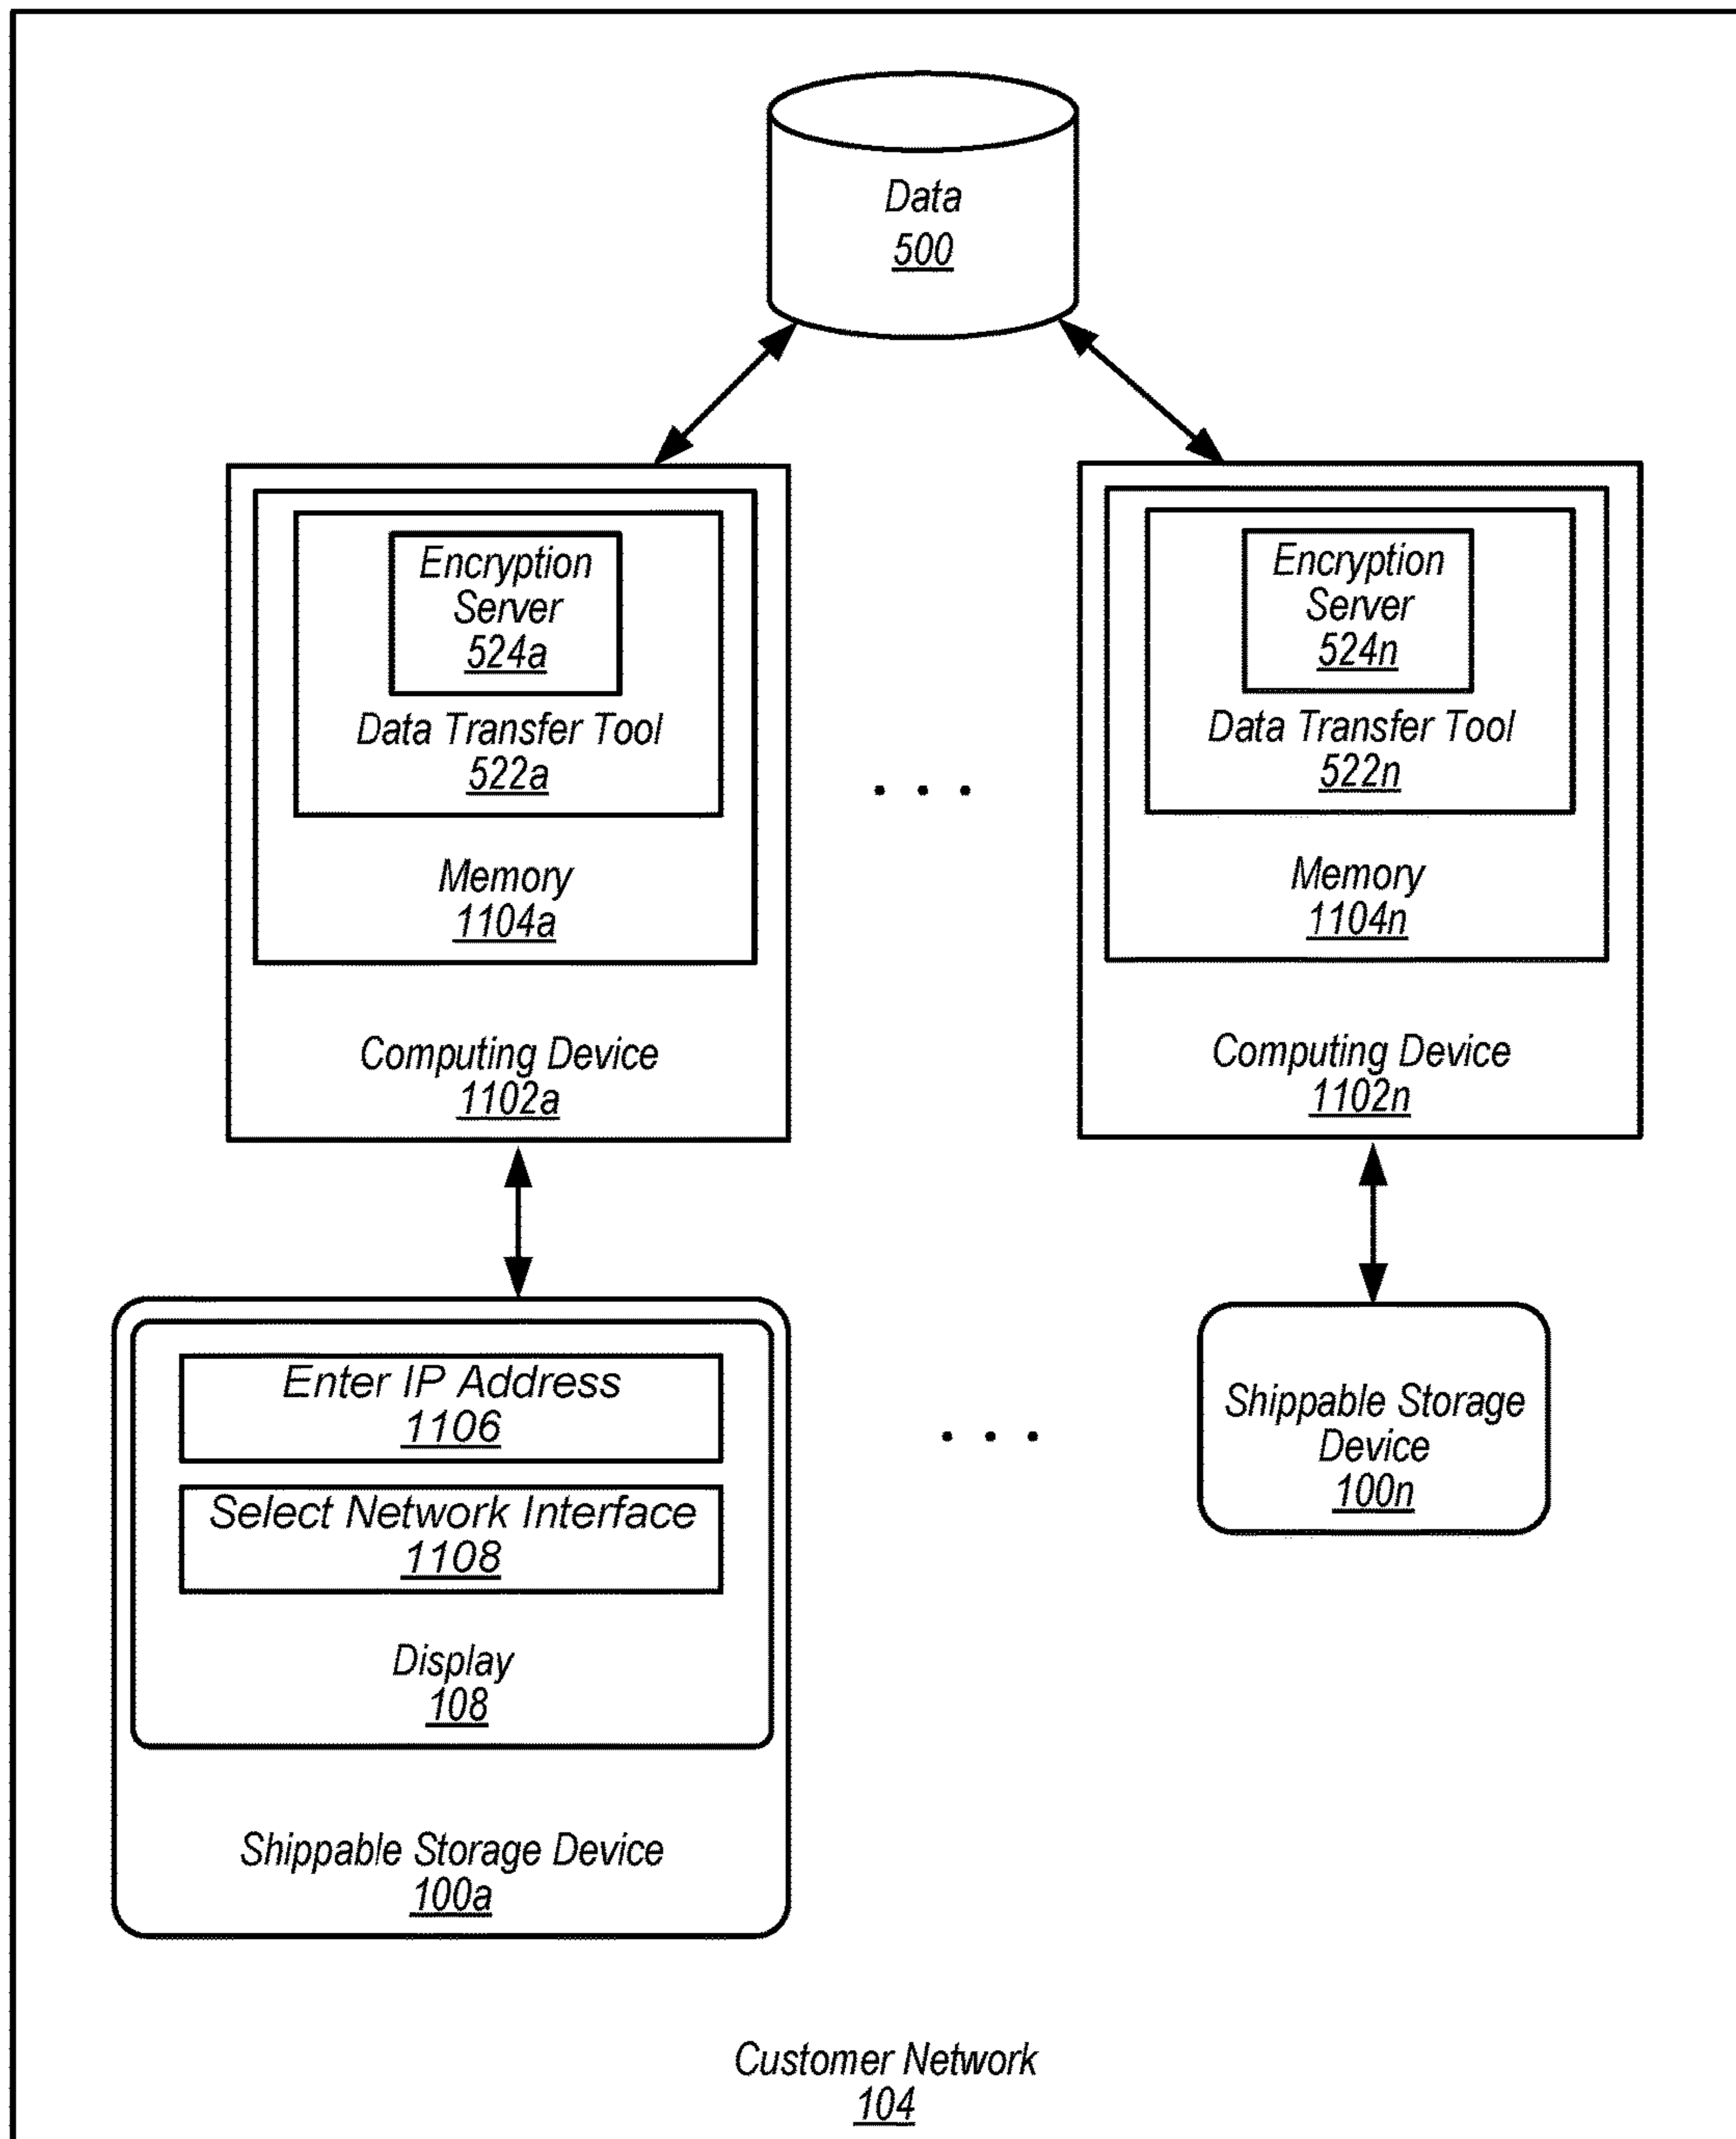 Data
500
Encryption
Server
524a
Data Transfer Tool
522a
Memory
1104a
Computing Device
1102a
. . .
Encryption
Server
524n
Data Transfer Tool
522n
Memory
1104n
Computing Device
1102n
Enter IP Address
1106
Select Network Interface
1108
Display
108
Shippable Storage Device
100a
. . .
Shippable Storage
Device
100n
Customer Network
104